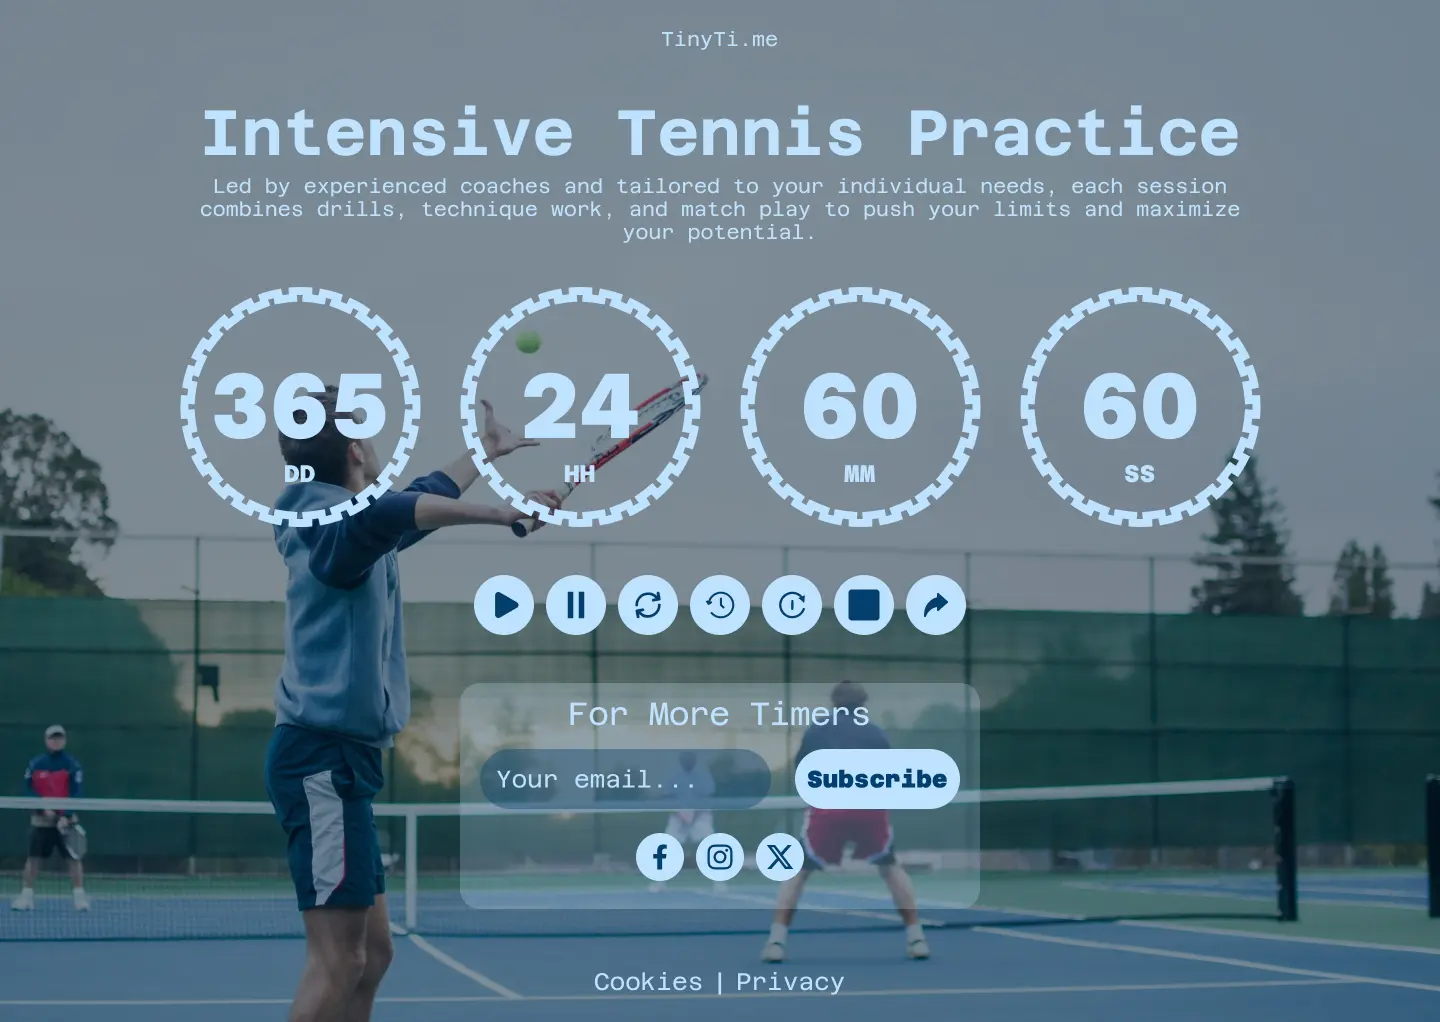 TinyTi.me
Intensive Tennis Practice
Led by experienced coaches and tailored to your individual needs, each session
combines drills, technique work, and match play to push your limits and maximize
your potential.
365 24 60 60
DD HH MM SS
For More Timers
Your email... Subscribe
Cookies | Privacy